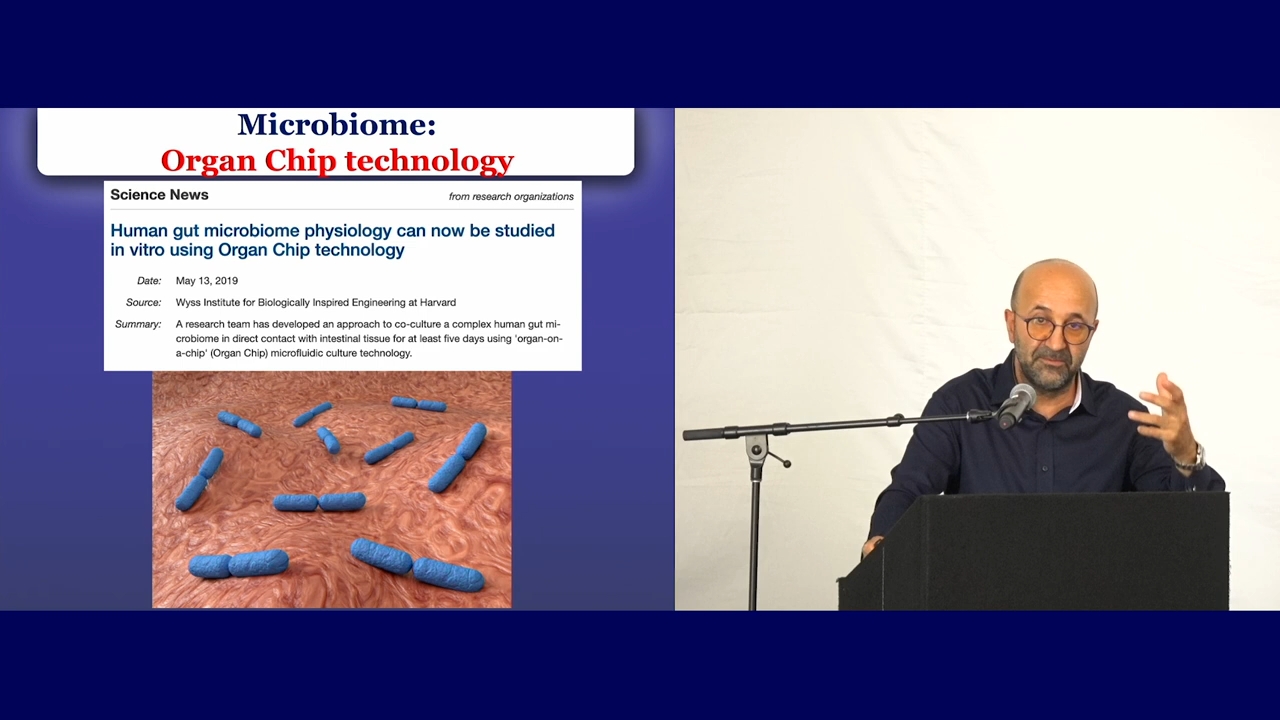 Microbiome:
Organ Chip technology
Science News
from research organizations
Human gut microbiome physiology can now be studied
in vitro using Organ Chip technology
Date: May 13, 2019
Source: Wyss Institute for Biologically Inspired Engineering at Harvard
Summary: A research team has developed an approach to co-culture a complex human gut mi-
crobiome in direct contact with intestinal tissue for at least five days using 'organ-on-
a-chip' (Organ Chip) microfluidic culture technology.